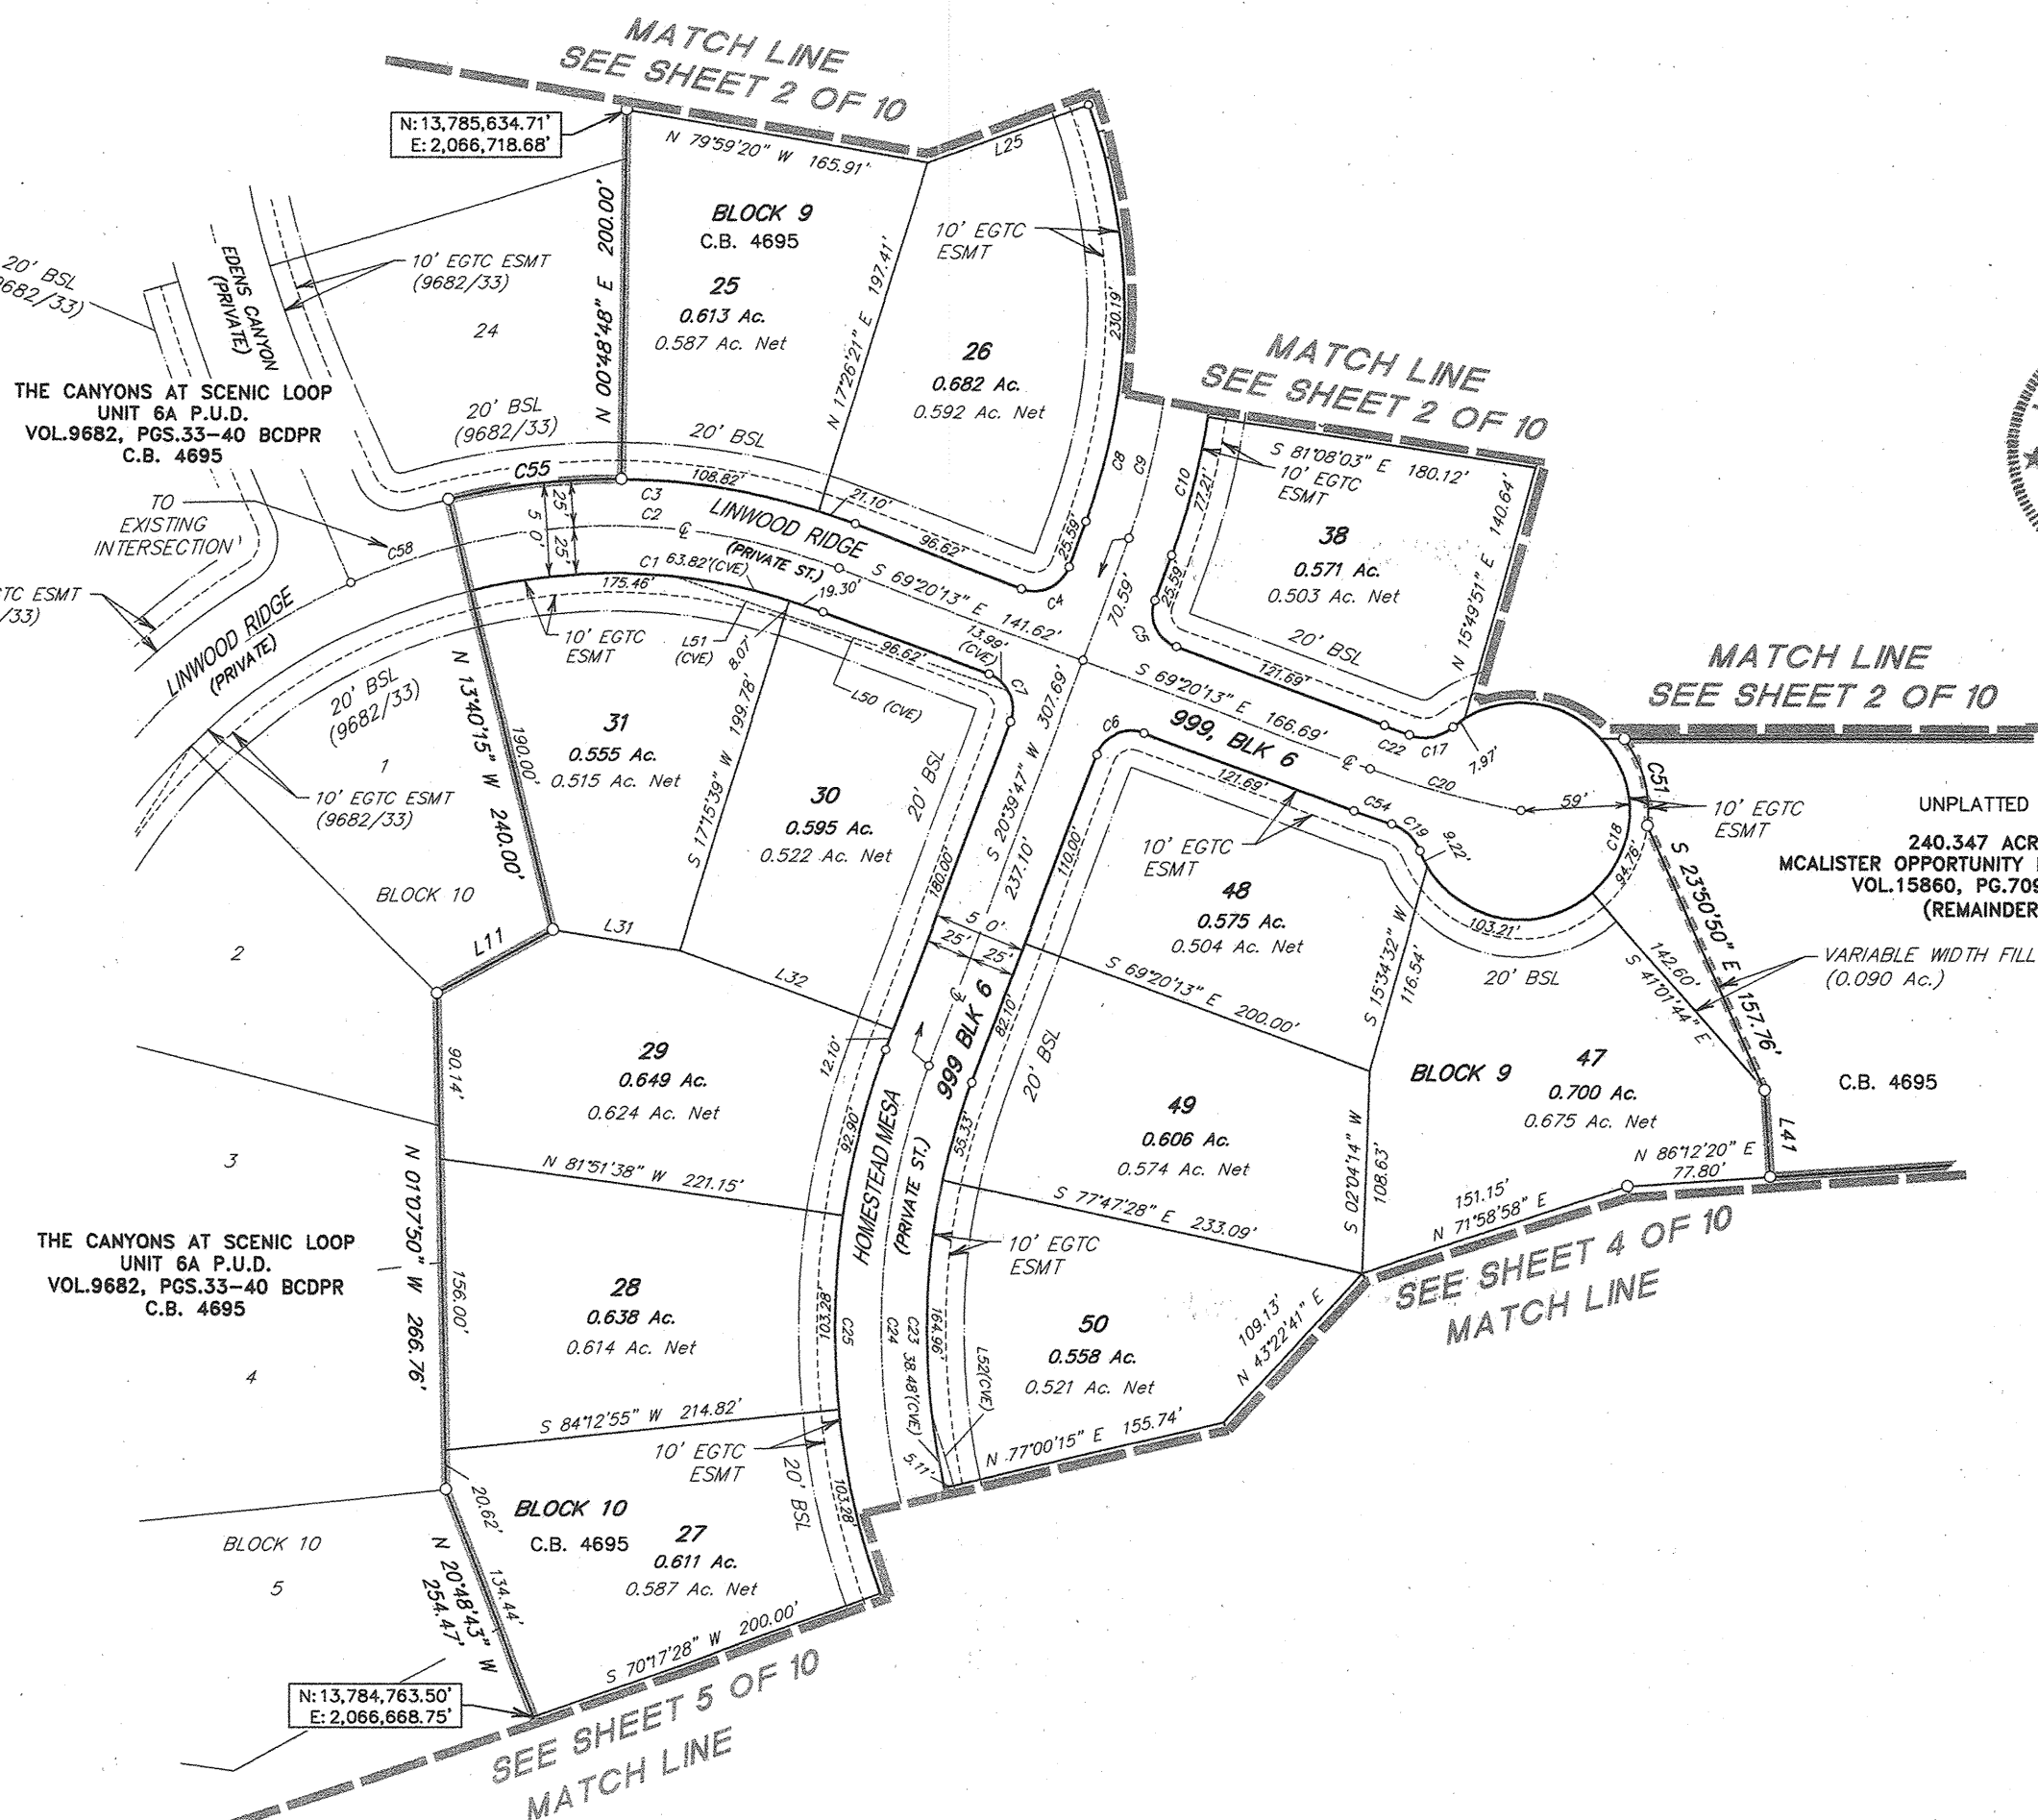 MATCH LINE
SEE SHEET 2 OF 10
N: 13,785,634.71'
E: 2,066,718.68'
N 79°59'20" W 165.91'
L25
BLOCK 9
C.B. 4695
25
0.613 Ac.
0.587 Ac. Net
N 00°48'48" E 200.00'
N 17°26'21" E 197.41'
10' EGTC
ESMT
26
0.682 Ac.
0.592 Ac. Net
230.19'
20' BSL
EDENS CANYON
(PRIVATE)
10' EGTC ESMT
(9682/33)
24
20' BSL
(9682/33)
THE CANYONS AT SCENIC LOOP
UNIT 6A P.U.D.
VOL.9682, PGS.33-40 BCDPR
C.B. 4695
20' BSL
(9682/33)
20' BSL
TO
EXISTING
INTERSECTION
C58
C55
25'
5 0'
25'
C3
C2
108.82'
21.10'
LINWOOD RIDGE
(PRIVATE ST.)
96.62'
25.59'
C4
C8
C9
C10
77.21'
MATCH LINE
SEE SHEET 2 OF 10
S 81°08'03" E 180.12'
10' EGTC
ESMT
38
0.571 Ac.
0.503 Ac. Net
140.64'
N 15°49'51" E
25.59'
C5
20' BSL
121.69'
C22
C17
7.97'
MATCH LINE
SEE SHEET 2 OF 10
C1 63.82'(CVE)
175.46'
19.30'
S 69°20'13" E 141.62'
70.59'
13.99'
(CVE)
C7
S 69°20'13" E 166.69'
999, BLK 6
C20
59'
C18
C51
10' EGTC
ESMT
UNPLATTED
240.347 ACR
MCALISTER OPPORTUNITY
VOL.15860, PG.709
(REMAINDER
S 23°50'50" E 157.76'
VARIABLE WIDTH FILL
(0.090 Ac.)
142.60'
S 41°01'44" E
94.76'
103.21'
20' BSL
TC ESMT
/33)
LINWOOD RIDGE
(PRIVATE)
20' BSL
(9682/33)
1
10' EGTC ESMT
(9682/33)
BLOCK 10
N 13°40'15" W 240.00'
190.00'
10' EGTC
ESMT
L51
(CVE)
8.07'
96.62'
L50 (CVE)
31
0.555 Ac.
0.515 Ac. Net
S 17°15'39" W 199.78'
30
0.595 Ac.
0.522 Ac. Net
20' BSL
180.00'
S 20°39'47" W 307.69'
237.10'
C6
110.00'
121.69'
C54
C19
9.22'
10' EGTC
ESMT
48
0.575 Ac.
0.504 Ac. Net
S 15°34'32" W
116.54'
5 0'
25'
25'
999 BLK 6
S 69°20'13" E 200.00'
82.10'
20' BSL
L11
L31
L32
2
29
0.649 Ac.
0.624 Ac. Net
90.14'
12.10'
92.90'
N 81°51'38" W 221.15'
HOMESTEAD MESA
(PRIVATE ST.)
55.33'
49
0.606 Ac.
0.574 Ac. Net
S 77°47'28" E 233.09'
BLOCK 9
47
0.700 Ac.
0.675 Ac. Net
C.B. 4695
L41
N 86°12'20" E
77.80'
151.15'
N 71°58'58" E
S 02°04'14" W
108.63'
SEE SHEET 4 OF 10
MATCH LINE
3
THE CANYONS AT SCENIC LOOP
UNIT 6A P.U.D.
VOL.9682, PGS.33-40 BCDPR
C.B. 4695
N 01°07'50" W 266.76'
156.00'
28
0.638 Ac.
0.614 Ac. Net
103.28'
C25
C24
C23
38.48'(CVE)
164.96'
L52(CVE)
10' EGTC
ESMT
50
0.558 Ac.
0.521 Ac. Net
109.13'
N 43°22'41" E
N 77°00'15" E 155.74'
5.11'
4
S 84°12'55" W 214.82'
10' EGTC
ESMT
20' BSL
103.28'
20.62'
BLOCK 10
C.B. 4695
27
0.611 Ac.
0.587 Ac. Net
BLOCK 10
5
134.44'
N 20°48'43" W
254.47'
S 70°17'28" W 200.00'
N: 13,784,763.50'
E: 2,066,668.75'
SEE SHEET 5 OF 10
MATCH LINE